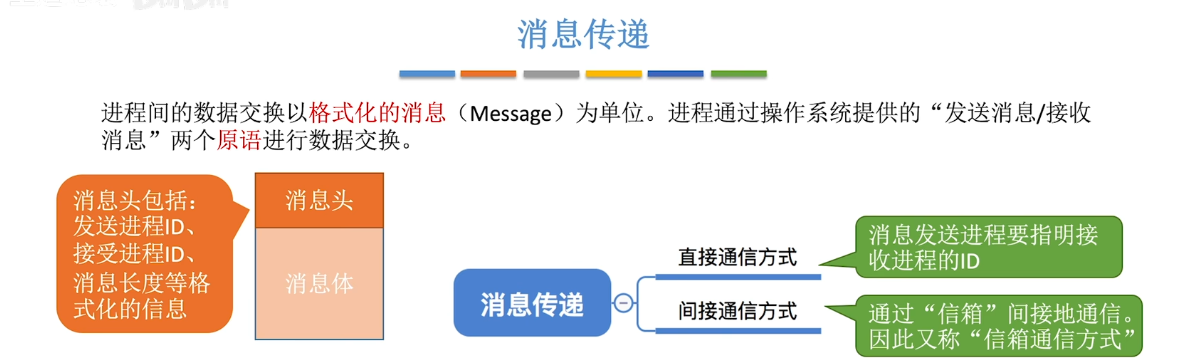 消息传递
进程间的数据交换以格式化的消息（Message）为单位。进程通过操作系统提供的“发送消息/接收
消息”两个原语进行数据交换。
消息头包括：
发送进程ID、
接受进程ID、
消息长度等格
式化的信息
消息头
消息体
消息传递
直接通信方式
消息发送进程要指明接
收进程的ID
间接通信方式
通过“信箱”间接地通信。
因此又称“信箱通信方式”